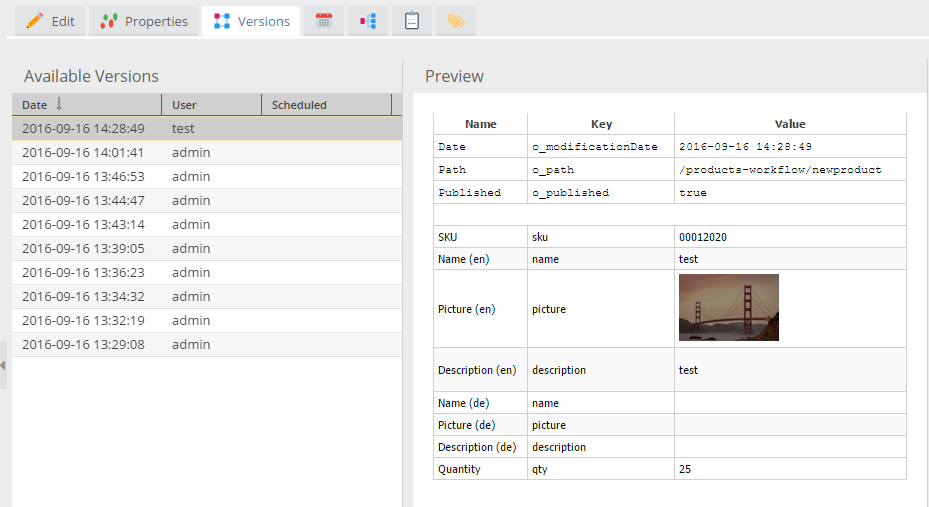 Edit Properties Versions
Available Versions
Date User Scheduled
2016-09-16 14:28:49 test
2016-09-16 14:01:41 admin
2016-09-16 13:46:53 admin
2016-09-16 13:44:47 admin
2016-09-16 13:43:14 admin
2016-09-16 13:39:05 admin
2016-09-16 13:36:23 admin
2016-09-16 13:34:32 admin
2016-09-16 13:32:19 admin
2016-09-16 13:29:08 admin
Preview
Name Key Value
Date o_modificationDate 2016-09-16 14:28:49
Path o_path /products-workflow/newproduct
Published o_published true
SKU sku 00012020
Name (en) name test
Picture (en) picture
Description (en) description test
Name (de) name
Picture (de) picture
Description (de) description
Quantity qty 25